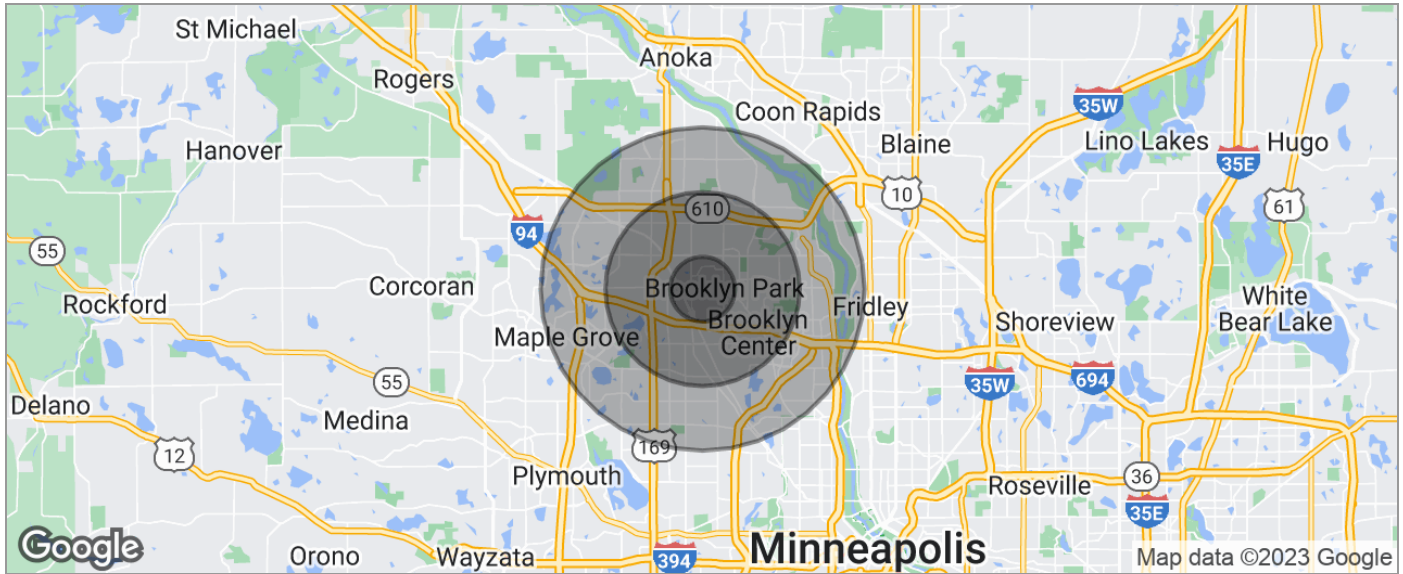 St Michael
Anoka
Rogers
Coon Rapids
35W
Hanover
Blaine
Lino Lakes
Hugo
35E
10
61
610
94
55
Corcoran
Brooklyn Park
Rockford
Fridley
White
Bear Lake
Brooklyn
Center
Shoreview
Maple Grove
55
35W
694
Delano
Medina
12
169
Plymouth
Roseville
36
35E
Google
Orono
Wayzata
394
Minneapolis
Map data ©2023 Google